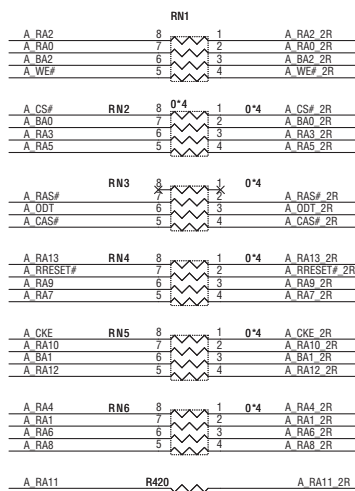 RN1
A_RA2 8 1 A_RA2_2R
A_RA0 7 2 A_RA0_2R
A_BA2 6 3 A_BA2_2R
A_WE# 5 4 A_WE#_2R
0*4
A_CS# RN2 8 1 0*4 A_CS#_2R
A_BA0 7 2 A_BA0_2R
A_RA3 6 3 A_RA3_2R
A_RA5 5 4 A_RA5_2R
RN3 8 1 0*4
A_RAS# 7 2 A_RAS#_2R
A_ODT 6 3 A_ODT_2R
A_CAS# 5 4 A_CAS#_2R
A_RA13 RN4 8 1 0*4 A_RA13_2R
A_RRESET# 7 2 A_RRESET#_2R
A_RA9 6 3 A_RA9_2R
A_RA7 5 4 A_RA7_2R
A_CKE RN5 8 1 0*4 A_CKE_2R
A_RA10 7 2 A_RA10_2R
A_BA1 6 3 A_BA1_2R
A_RA12 5 4 A_RA12_2R
A_RA4 RN6 8 1 0*4 A_RA4_2R
A_RA1 7 2 A_RA1_2R
A_RA6 6 3 A_RA6_2R
A_RA8 5 4 A_RA8_2R
A_RA11 R420 A_RA11_2R